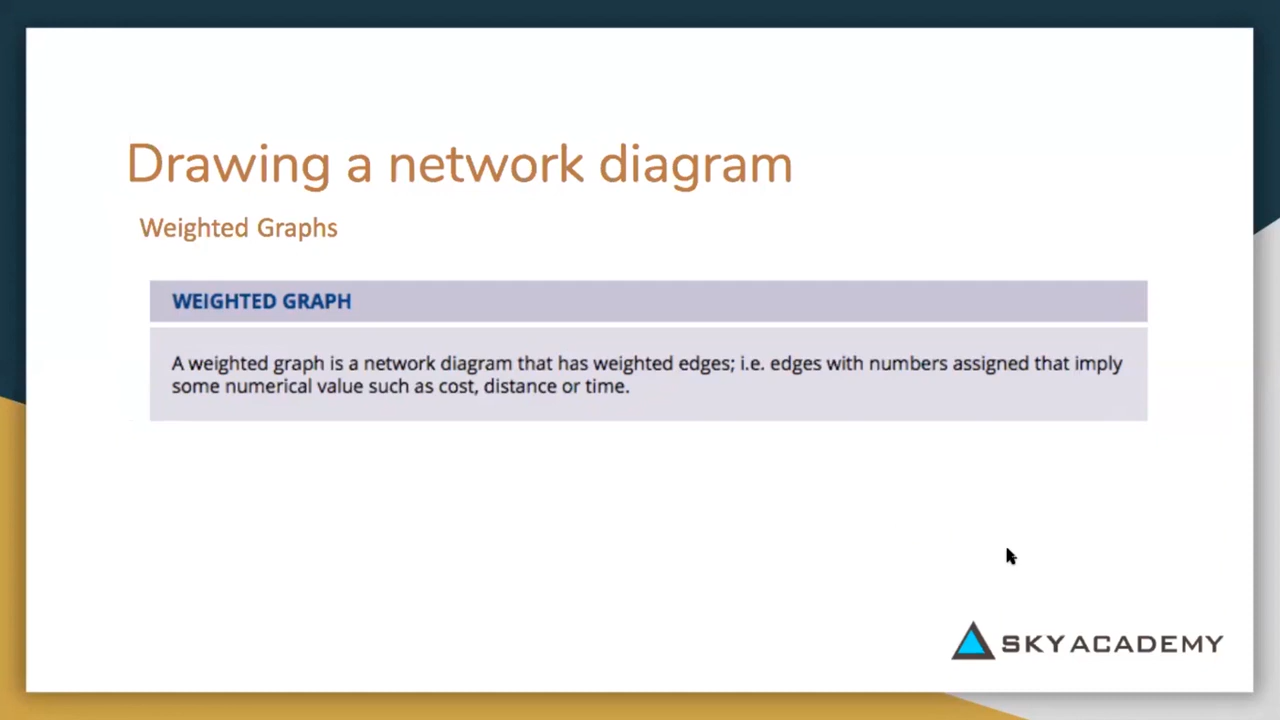 Drawing a network diagram
Weighted Graphs
WEIGHTED GRAPH
A weighted graph is a network diagram that has weighted edges; i.e. edges with numbers assigned that imply
some numerical value such as cost, distance or time.
SKY ACADEMY